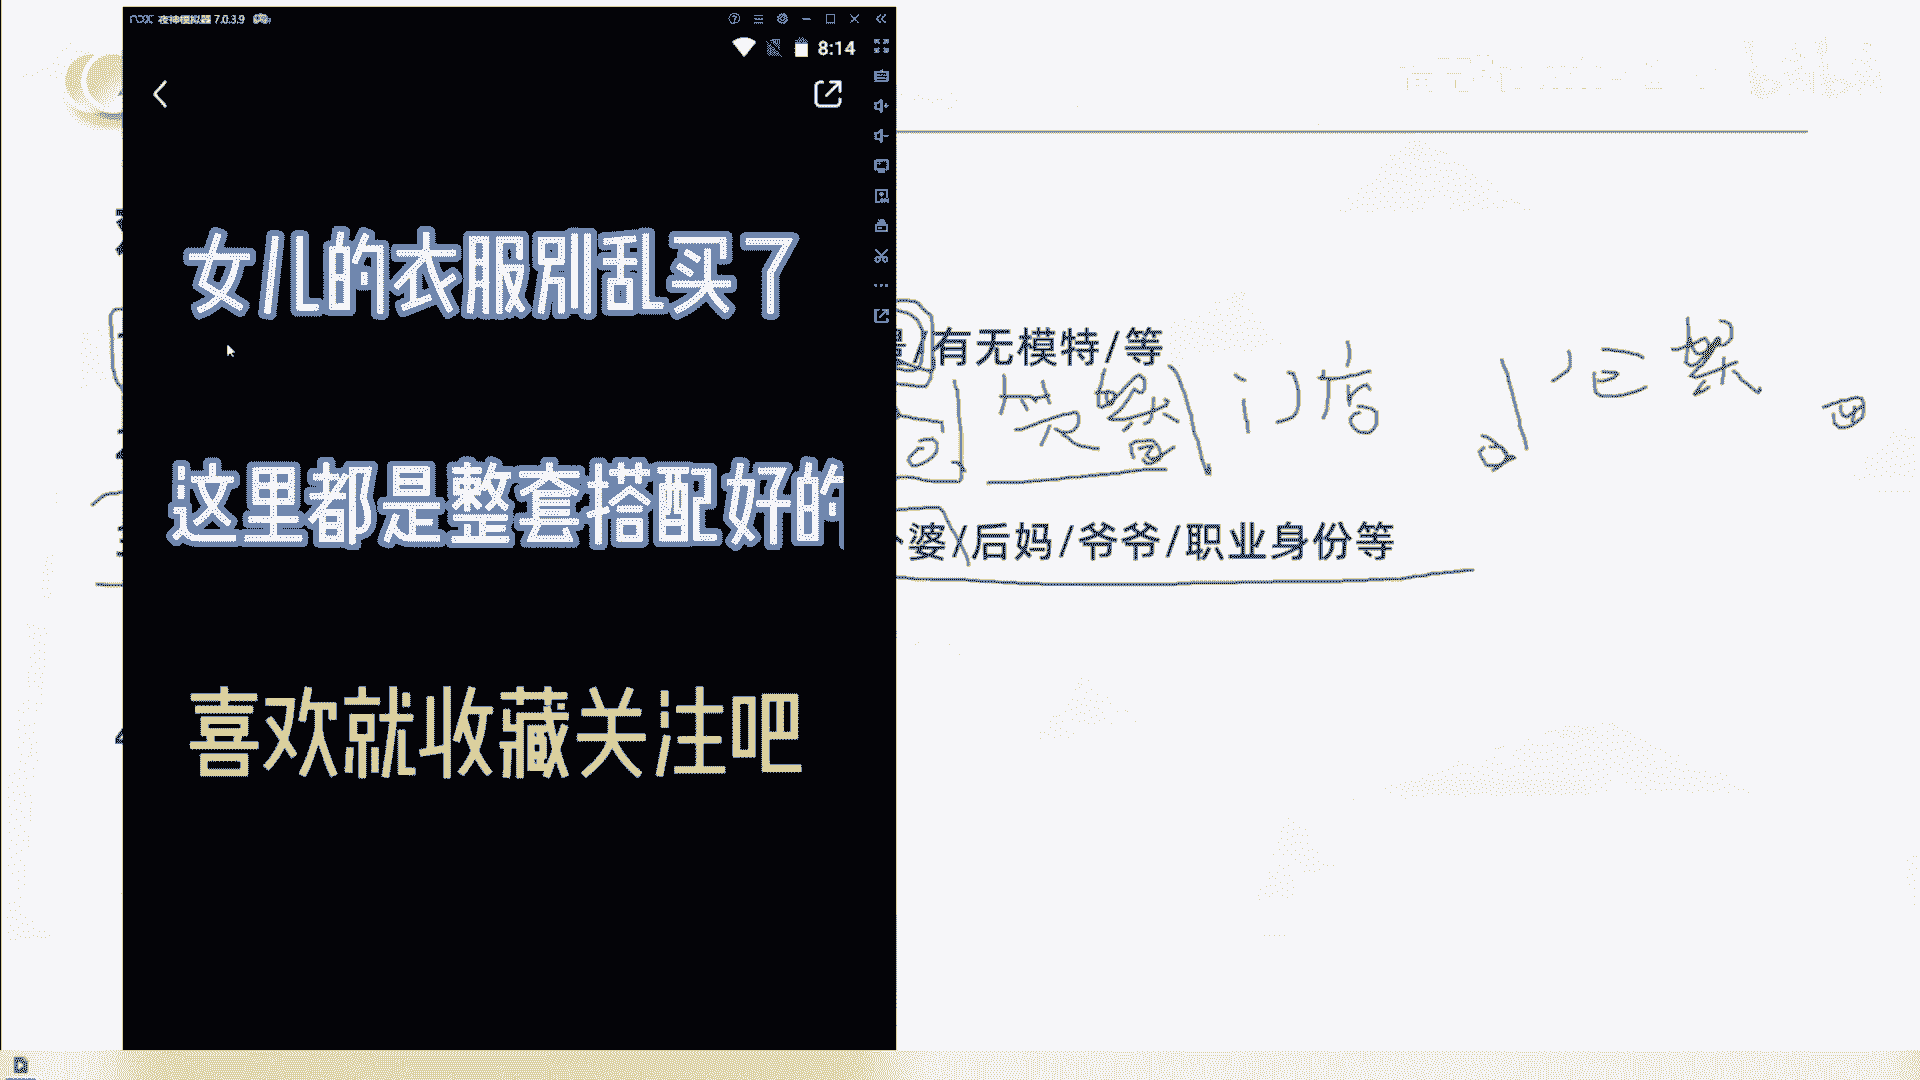 nox 夜神模拟器 7.0.3.9
8:14
女儿的衣服别乱买了
/有无模特/等
门店
这里都是整套搭配好的
婆/后妈/爷爷/职业身份等
喜欢就收藏关注吧